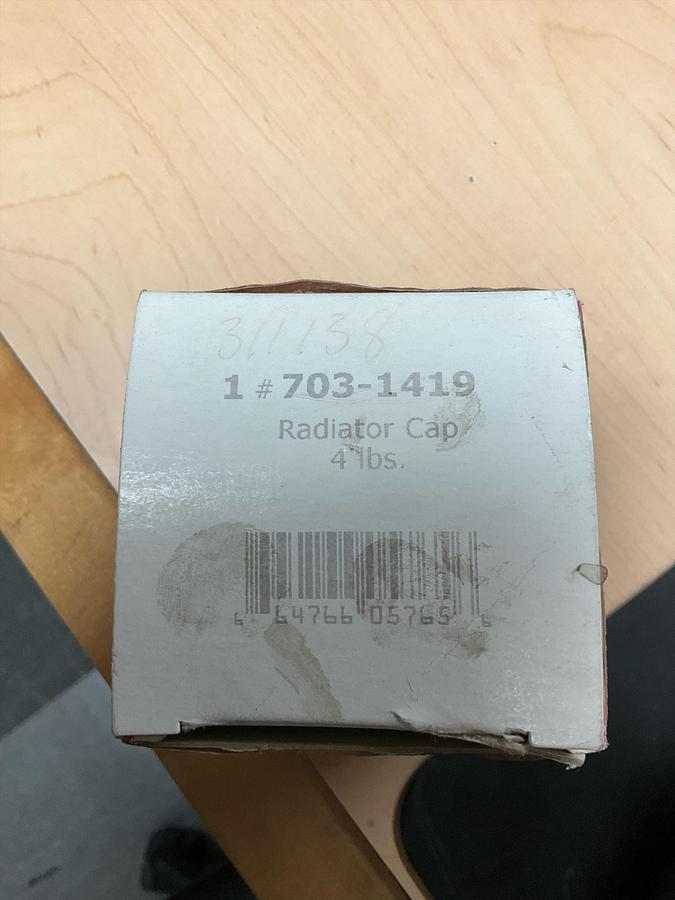 311138
1 # 703-1419
Radiator Cap
4 lbs.
6 64766 05765 6